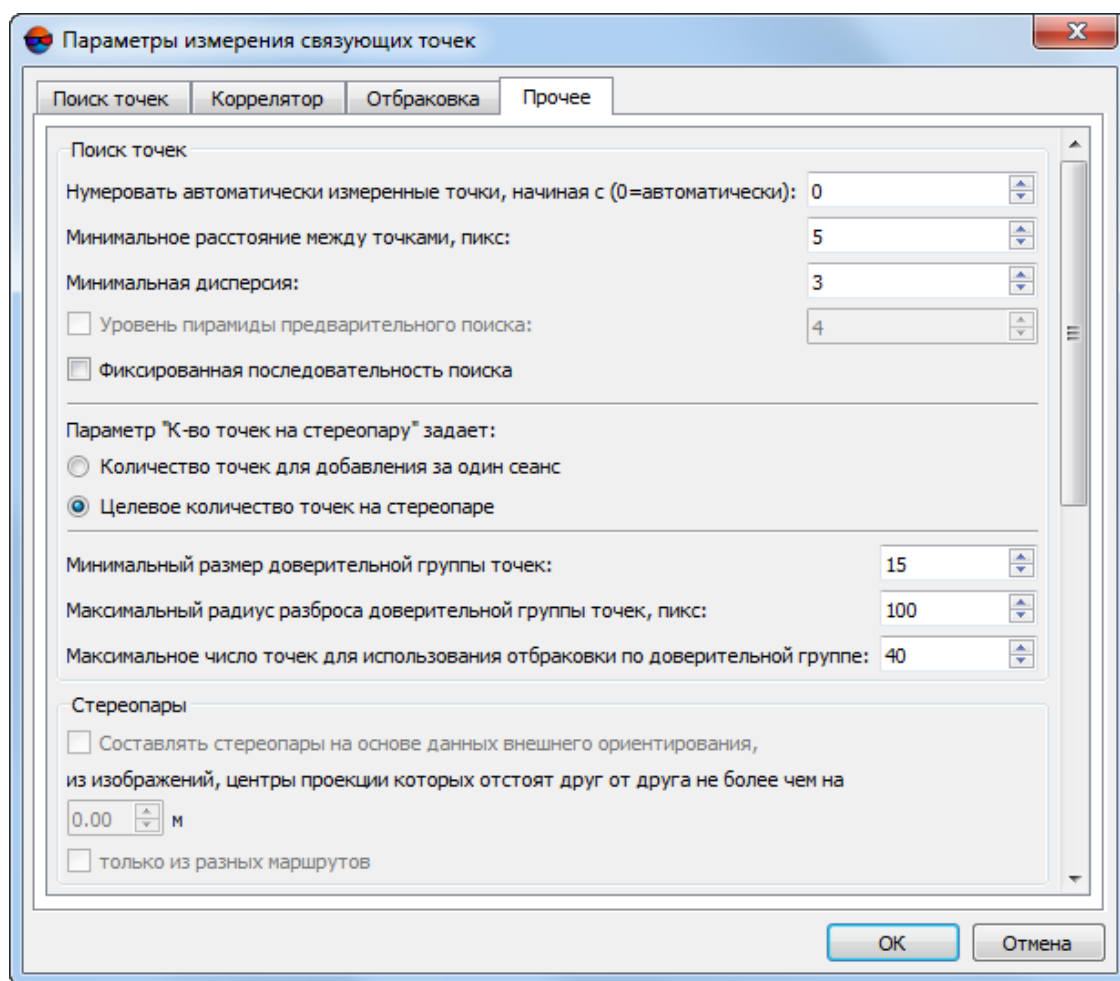 Параметры измерения связующих точек
Поиск точек Коррелятор Отбраковка Прочее
Поиск точек
Нумеровать автоматически измеренные точки, начиная с (0=автоматически): 0
Минимальное расстояние между точками, пикс: 5
Минимальная дисперсия: 3
Уровень пирамиды предварительного поиска: 4
Фиксированная последовательность поиска
Параметр "К-во точек на стереопару" задает:
Количество точек для добавления за один сеанс
Целевое количество точек на стереопаре
Минимальный размер доверительной группы точек: 15
Максимальный радиус разброса доверительной группы точек, пикс: 100
Максимальное число точек для использования отбраковки по доверительной группе: 40
Стереопары
Составлять стереопары на основе данных внешнего ориентирования,
из изображений, центры проекции которых отстоят друг от друга не более чем на
0.00 м
только из разных маршрутов
ОК Отмена